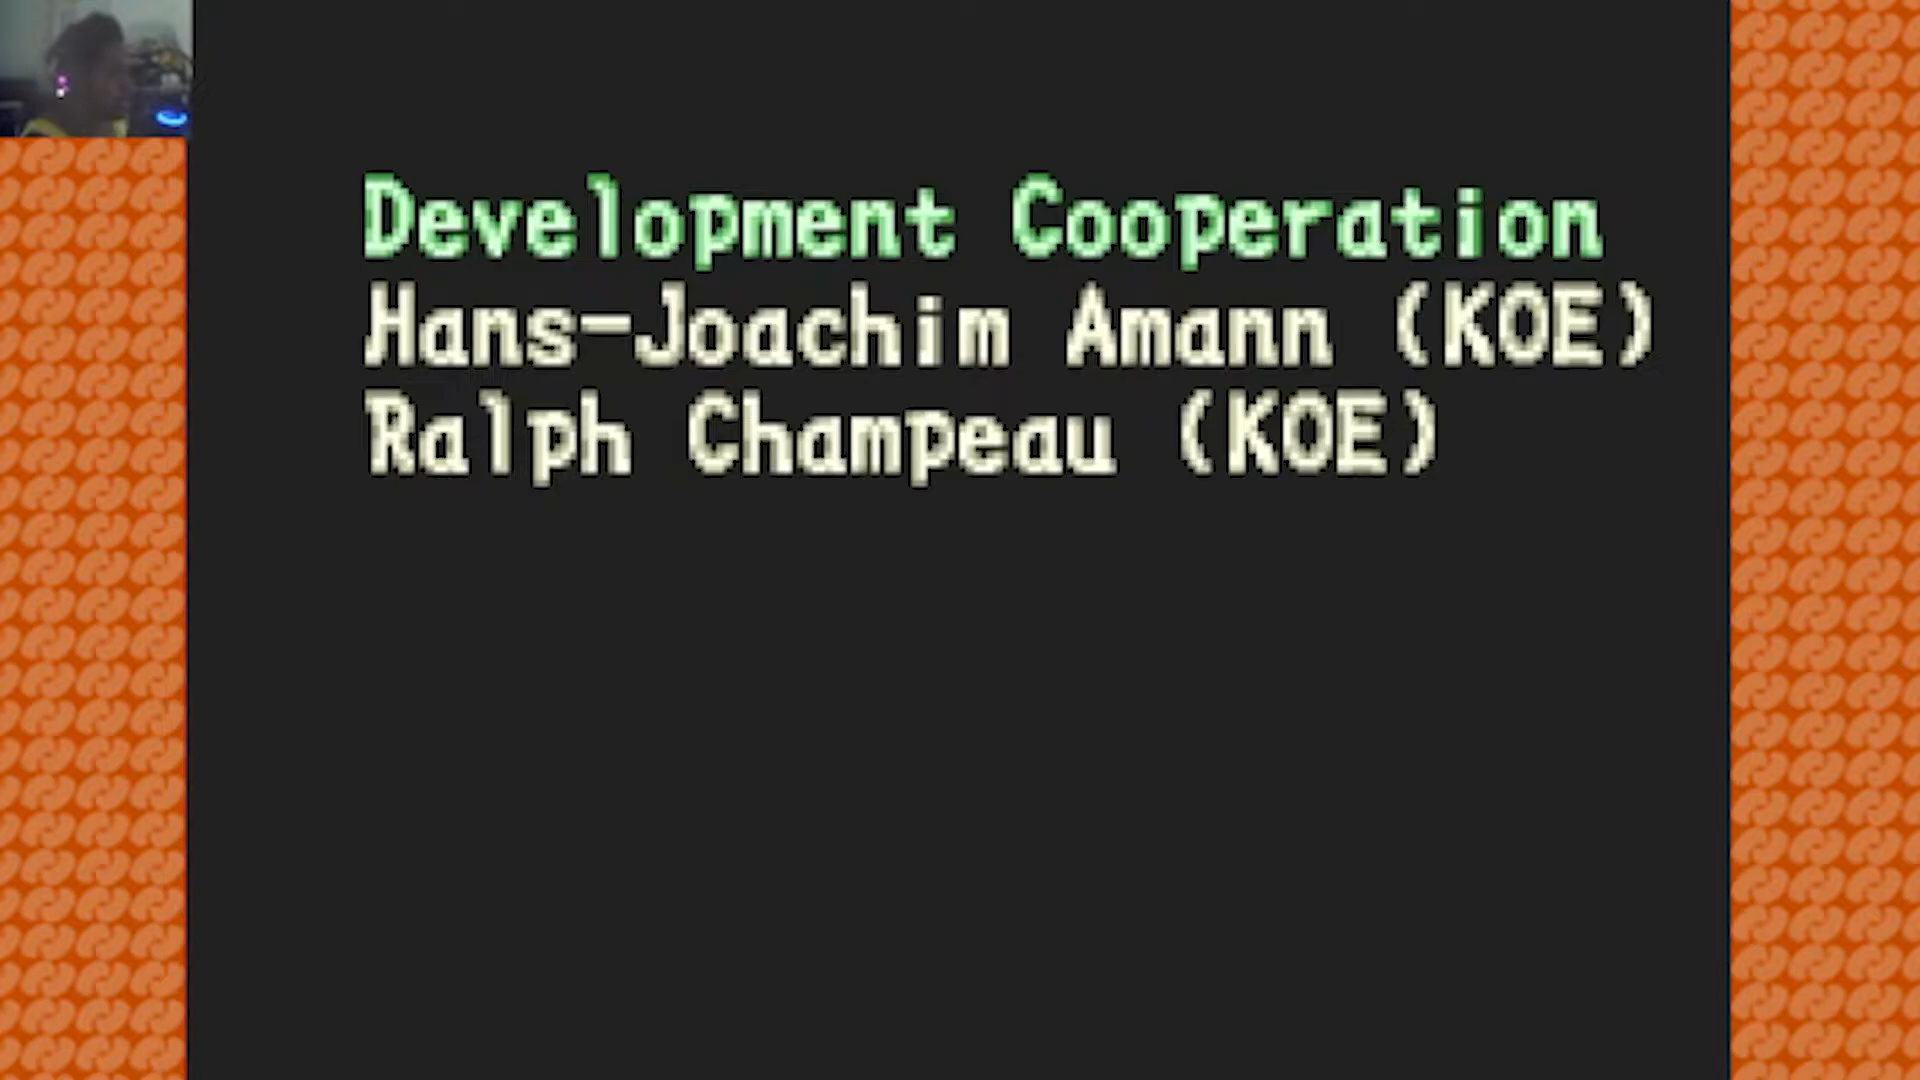 Development Cooperation
Hans-Joachim Amann (KOE)
Ralph Champeau (KOE)